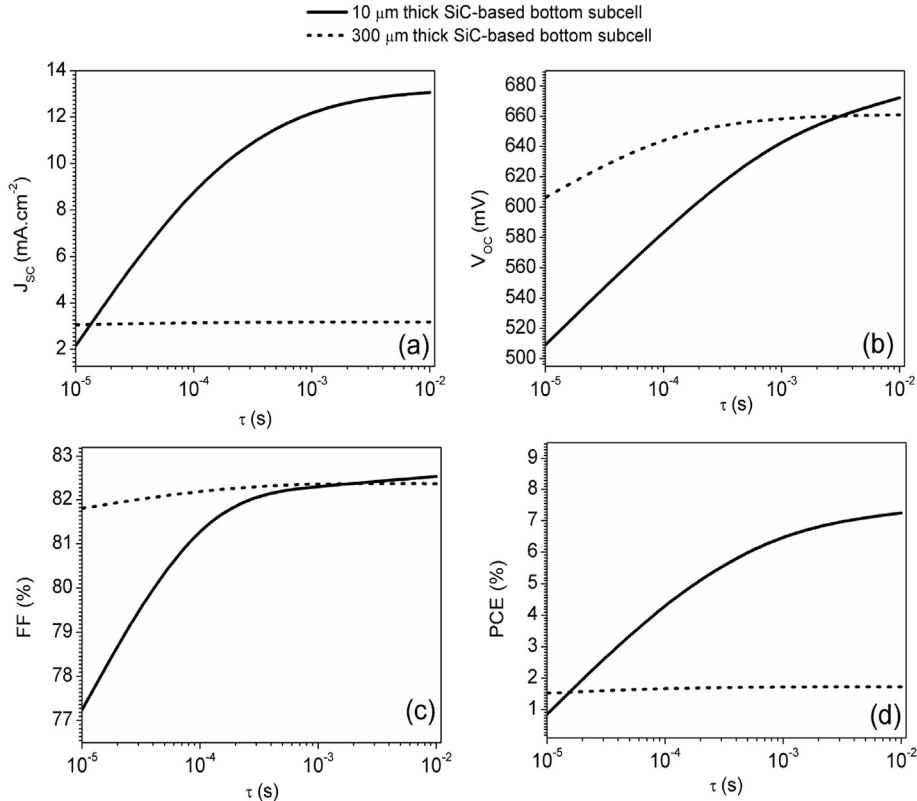 10 μm thick SiC-based bottom subcell
300 μm thick SiC-based bottom subcell
14
12
10
8
6
4
2
J_SC (mA.cm⁻²)
(a)
10⁻⁵ 10⁻⁴ 10⁻³ 10⁻²
τ (s)
660
640
620
600
580
560
540
520
500
V_OC (mV)
(b)
10⁻⁵ 10⁻⁴ 10⁻³ 10⁻²
τ (s)
83
82
81
80
79
78
77
FF (%)
(c)
10⁻⁵ 10⁻⁴ 10⁻³ 10⁻²
τ (s)
9
8
7
6
5
4
3
2
1
PCE (%)
(d)
10⁻⁵ 10⁻⁴ 10⁻³ 10⁻²
τ (s)